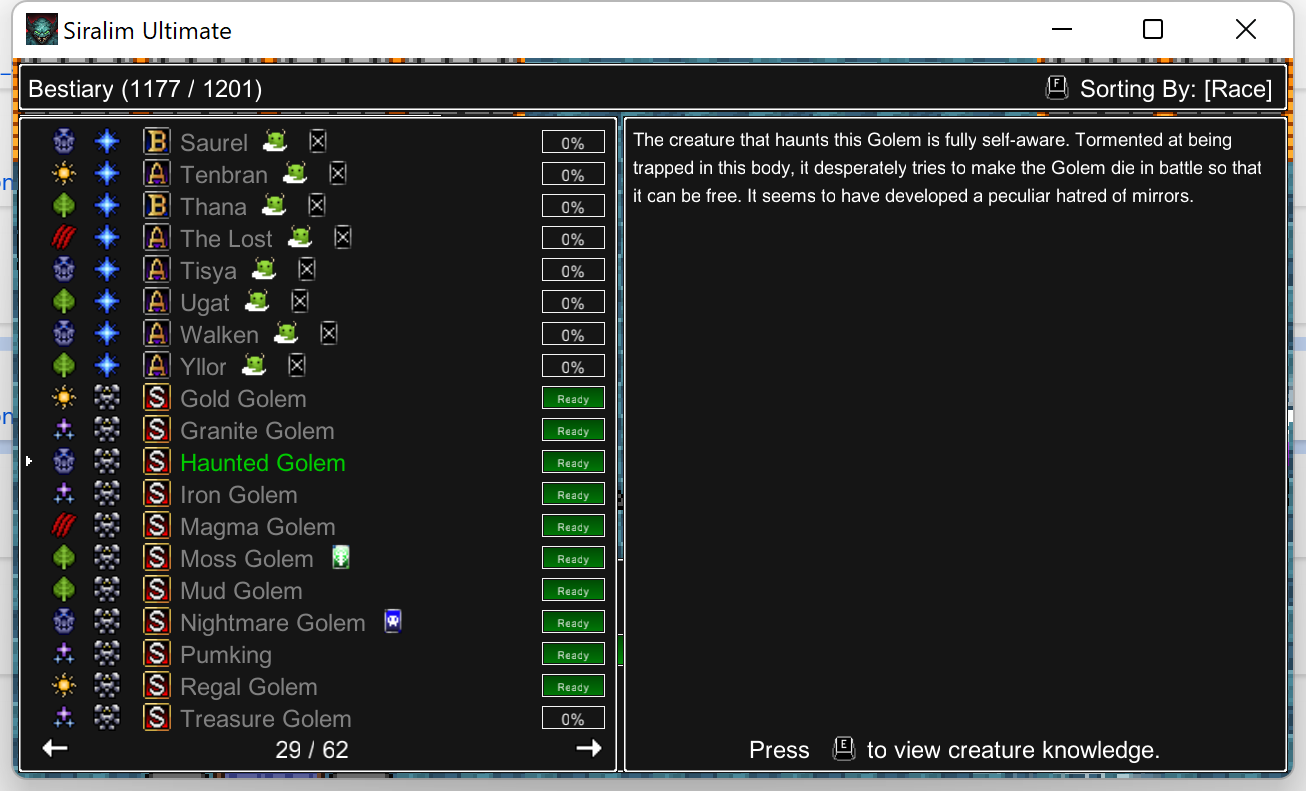 Siralim Ultimate
Bestiary (1177 / 1201)
F Sorting By: [Race]
B Saurel 0%
A Tenbran 0%
B Thana 0%
A The Lost 0%
A Tisya 0%
A Ugat 0%
A Walken 0%
A Yllor 0%
S Gold Golem Ready
S Granite Golem Ready
S Haunted Golem Ready
S Iron Golem Ready
S Magma Golem Ready
S Moss Golem Ready
S Mud Golem Ready
S Nightmare Golem Ready
S Pumking Ready
S Regal Golem Ready
S Treasure Golem 0%
29 / 62
The creature that haunts this Golem is fully self-aware. Tormented at being
trapped in this body, it desperately tries to make the Golem die in battle so that
it can be free. It seems to have developed a peculiar hatred of mirrors.
Press E to view creature knowledge.